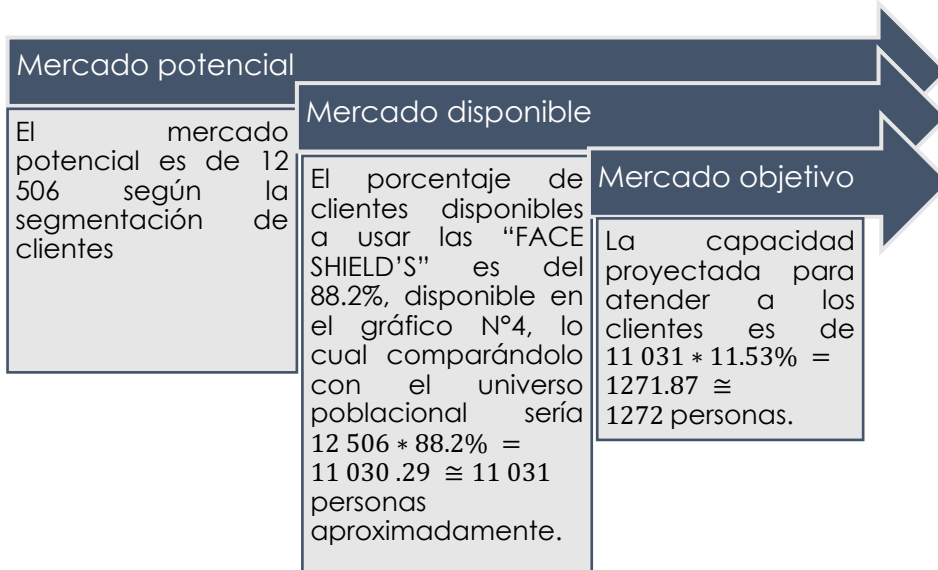 Mercado potencial
El mercado
potencial es de 12
506 según la
segmentación de
clientes
Mercado disponible
El porcentaje de
clientes disponibles
a usar las “FACE
SHIELD’S” es del
88.2%, disponible en
el gráfico N°4, lo
cual comparándolo
con el universo
poblacional sería
12 506 ∗ 88.2% =
11 030 .29 ≅ 11 031
personas
aproximadamente.
Mercado objetivo
La capacidad
proyectada para
atender a los
clientes es de
11 031 ∗ 11.53% =
1271.87 ≅
1272 personas.